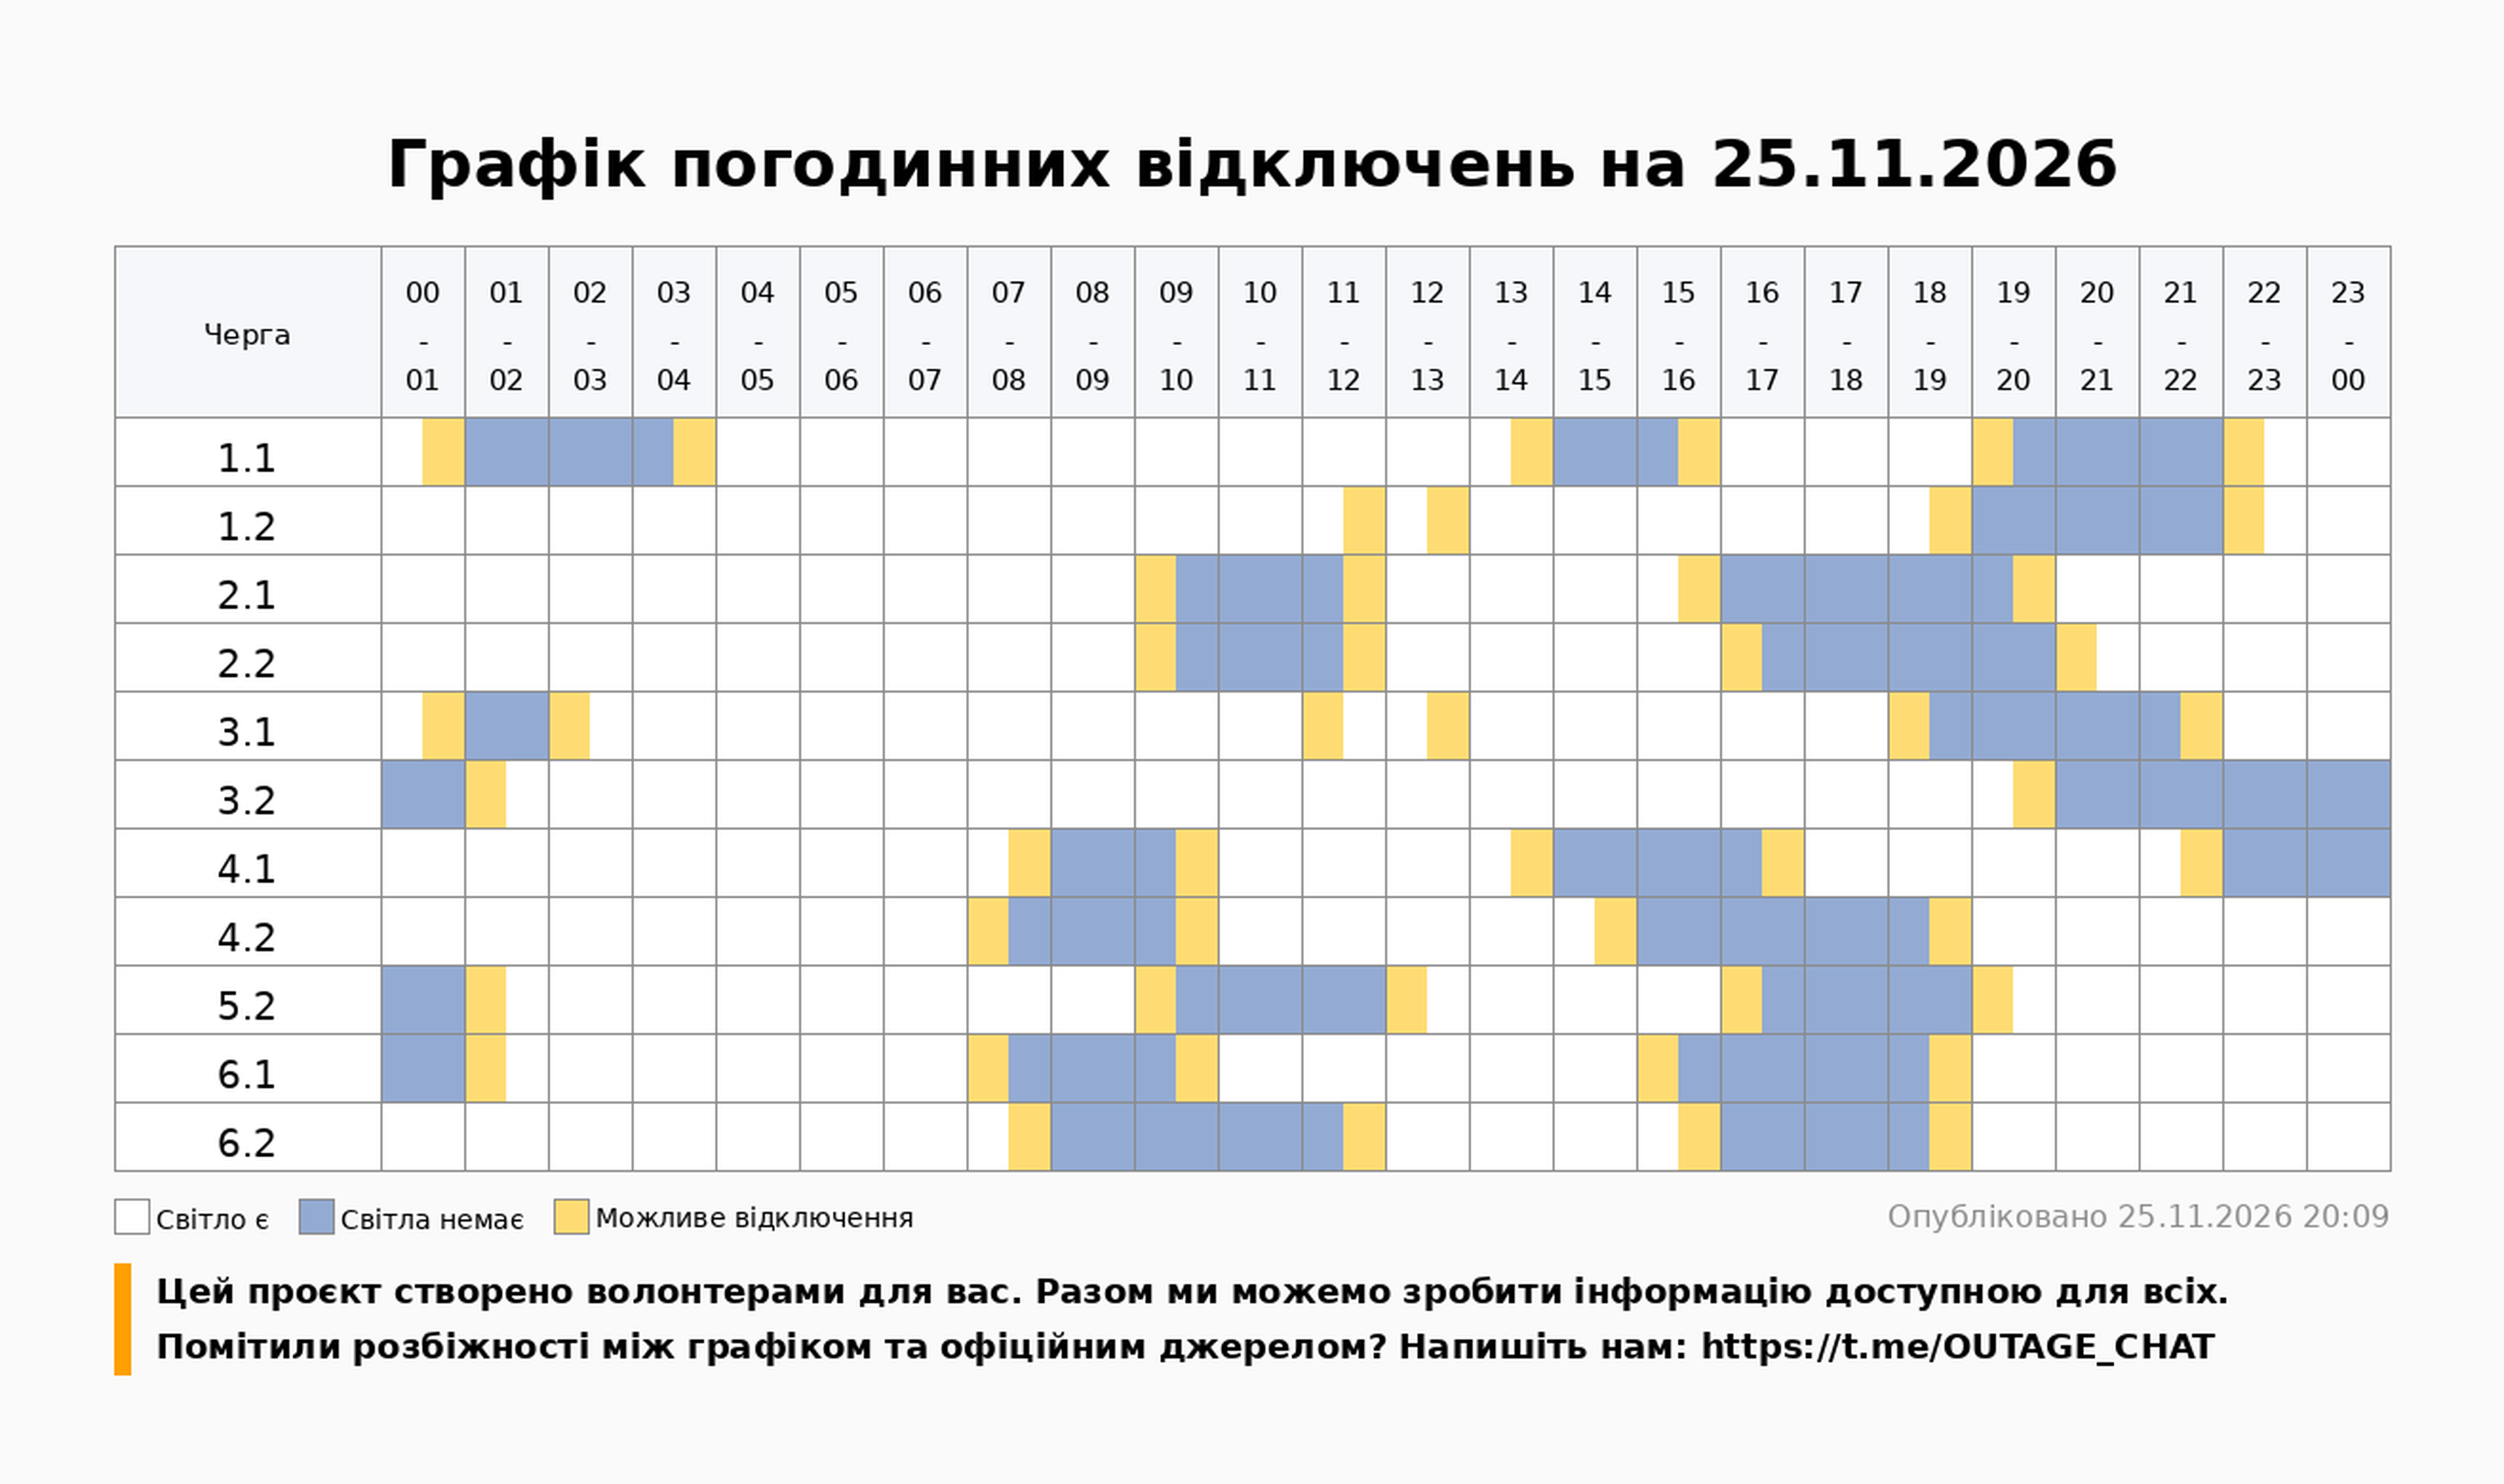 Графік погодинних відключень на 25.11.2026
Черга 00 - 01 01 - 02 02 - 03 03 - 04 04 - 05 05 - 06 06 - 07 07 - 08 08 - 09 09 - 10 10 - 11 11 - 12 12 - 13 13 - 14 14 - 15 15 - 16 16 - 17 17 - 18 18 - 19 19 - 20 20 - 21 21 - 22 22 - 23 23 - 00
1.1
1.2
2.1
2.2
3.1
3.2
4.1
4.2
5.2
6.1
6.2
Світло є Світла немає Можливе відключення Опубліковано 25.11.2026 20:09
Цей проєкт створено волонтерами для вас. Разом ми можемо зробити інформацію доступною для всіх.
Помітили розбіжності між графіком та офіційним джерелом? Напишіть нам: https://t.me/OUTAGE_CHAT